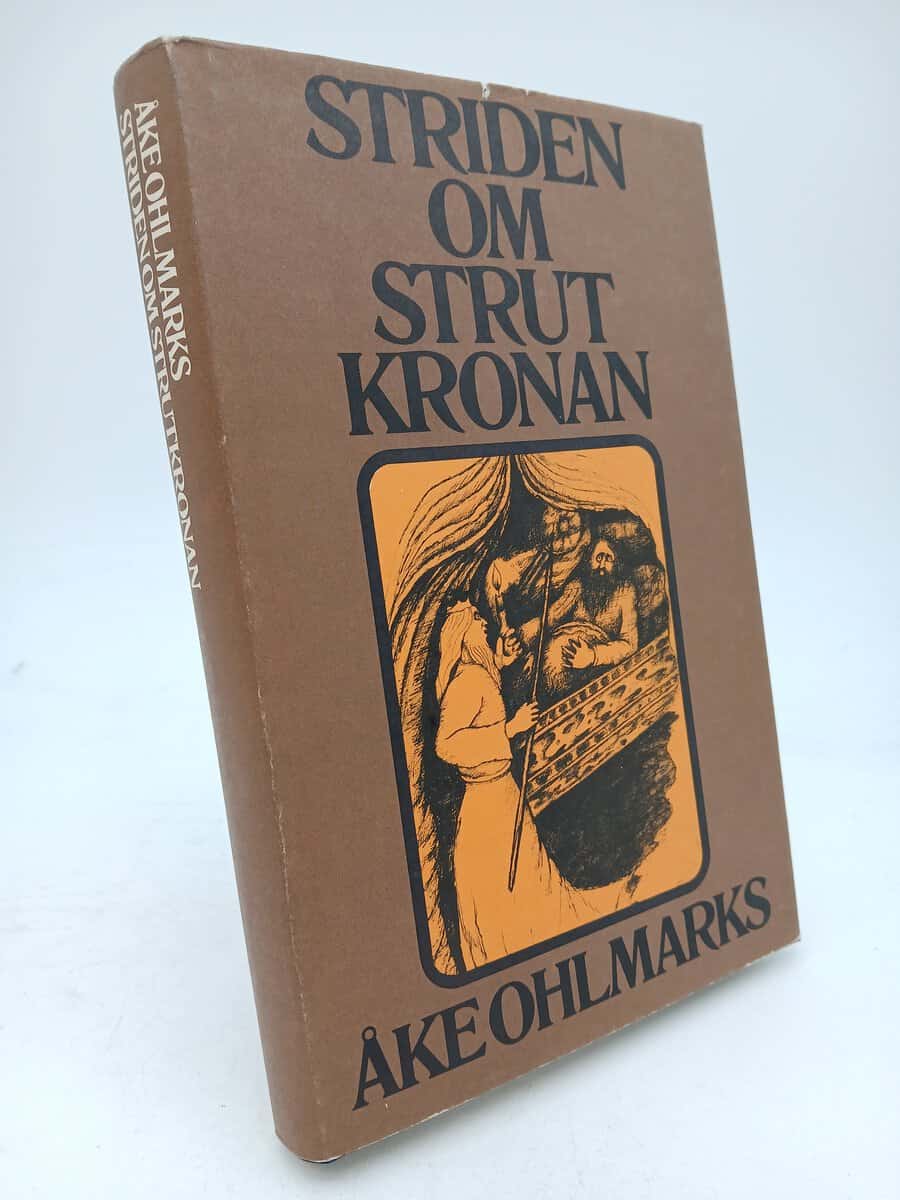 ÅKE OHLMARKS
STRIDEN OM STRUTKRONAN
STRIDEN
OM
STRUT
KRONAN
ÅKE OHLMARKS